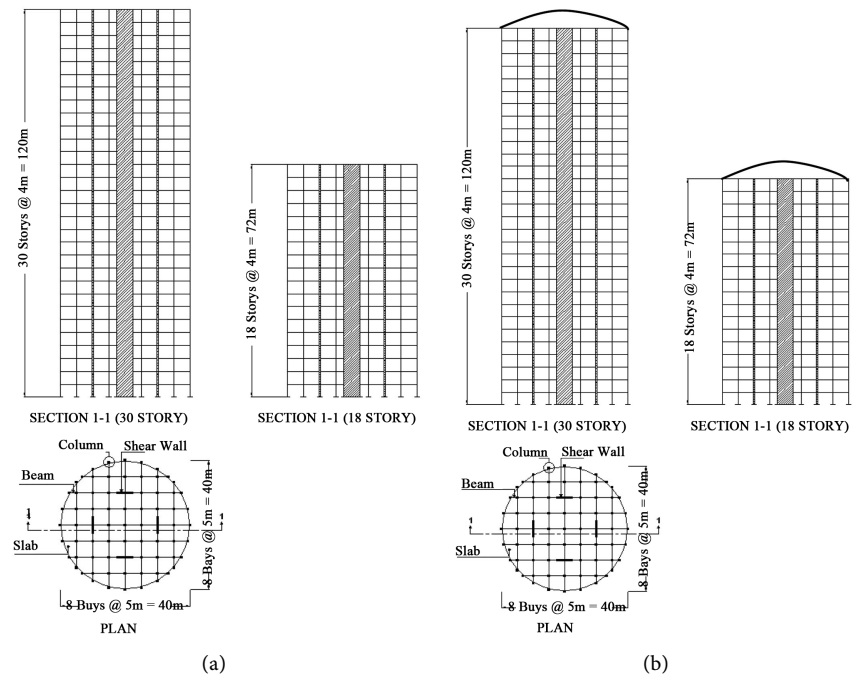 30 Storys @ 4m = 120m
18 Storys @ 4m = 72m
SECTION 1-1 (30 STORY)
SECTION 1-1 (18 STORY)
Column
Shear Wall
Beam
Slab
1
1
8 Bays @ 5m = 40m
8 Buys @ 5m = 40m
PLAN
(a)
30 Storys @ 4m = 120m
18 Storys @ 4m = 72m
SECTION 1-1 (30 STORY)
SECTION 1-1 (18 STORY)
Column
Shear Wall
Beam
Slab
1
1
8 Bays @ 5m = 40m
8 Buys @ 5m = 40m
PLAN
(b)